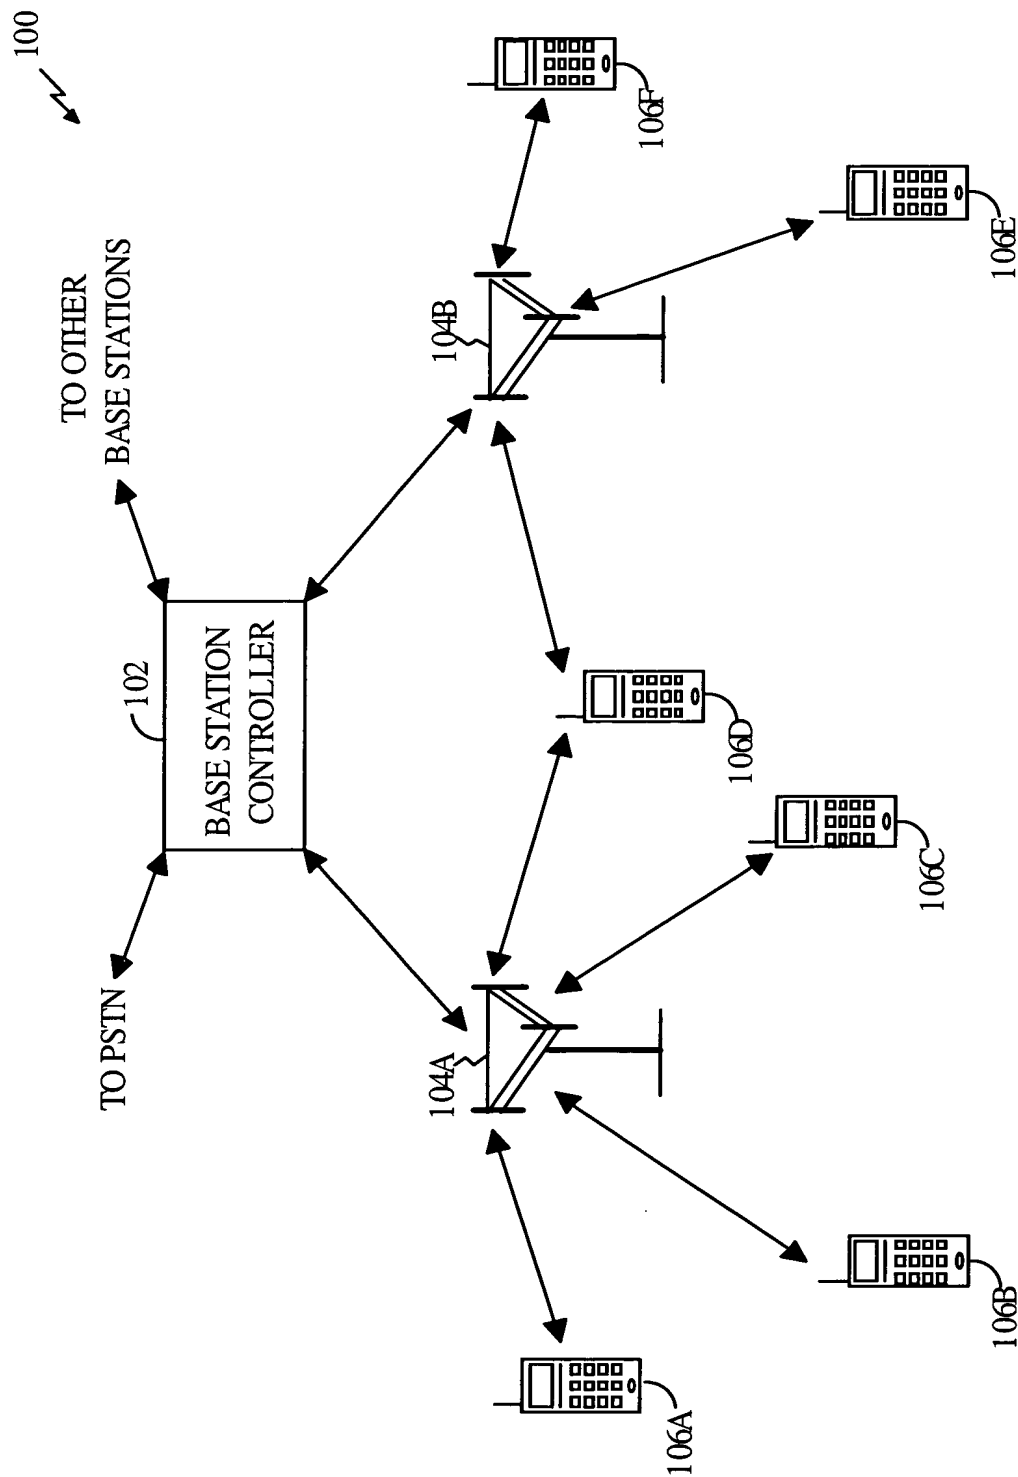 100
TO OTHER
BASE STATIONS
TO PSTN
102
BASE STATION
CONTROLLER
104A
104B
106A
106B
106C
106D
106E
106F